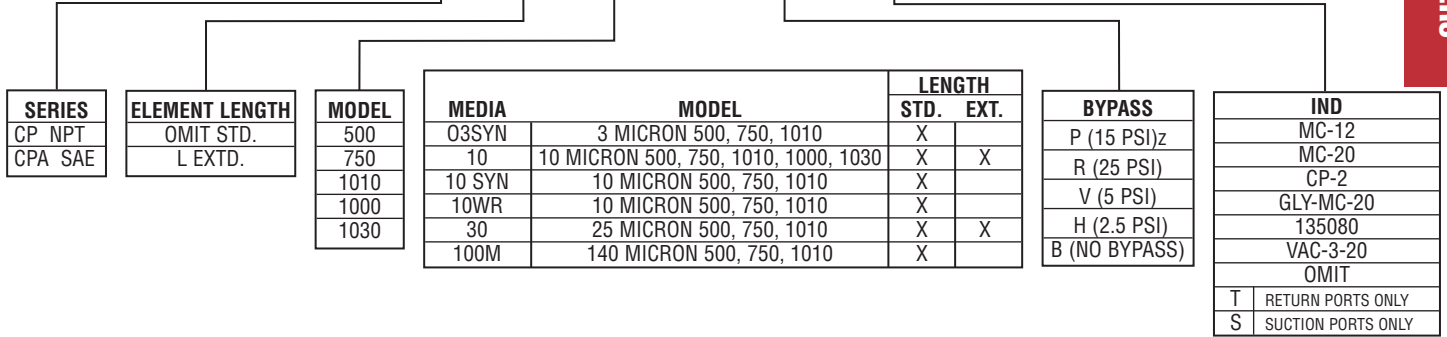 SERIES
CP NPT
CPA SAE
ELEMENT LENGTH
OMIT STD.
L EXTD.
MODEL
500
750
1010
1000
1030
LENGTH
MEDIA MODEL STD. EXT.
O3SYN 3 MICRON 500, 750, 1010 X
10 10 MICRON 500, 750, 1010, 1000, 1030 X X
10 SYN 10 MICRON 500, 750, 1010 X
10WR 10 MICRON 500, 750, 1010 X
30 25 MICRON 500, 750, 1010 X X
100M 140 MICRON 500, 750, 1010 X
BYPASS
P (15 PSI)z
R (25 PSI)
V (5 PSI)
H (2.5 PSI)
B (NO BYPASS)
IND
MC-12
MC-20
CP-2
GLY-MC-20
135080
VAC-3-20
OMIT
T RETURN PORTS ONLY
S SUCTION PORTS ONLY